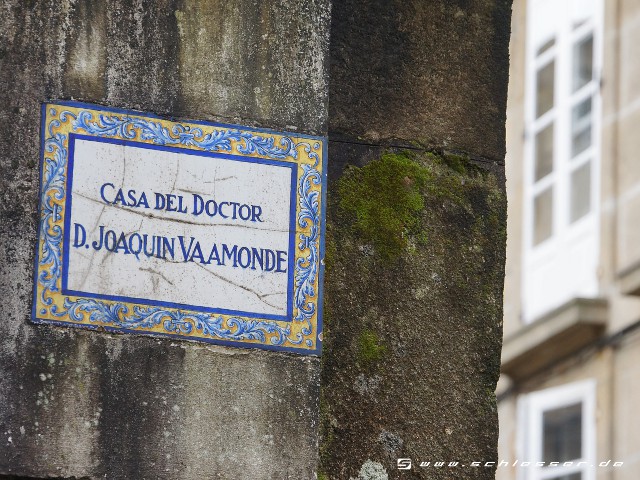 CASA DEL DOCTOR
D. JOAQUIN VAAMONDE
www.schlosser.de